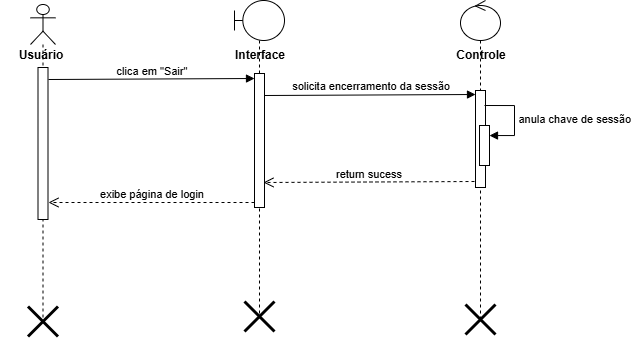 Usuário
Interface
Controle
clica em "Sair"
solicita encerramento da sessão
anula chave de sessão
return sucess
exibe página de login